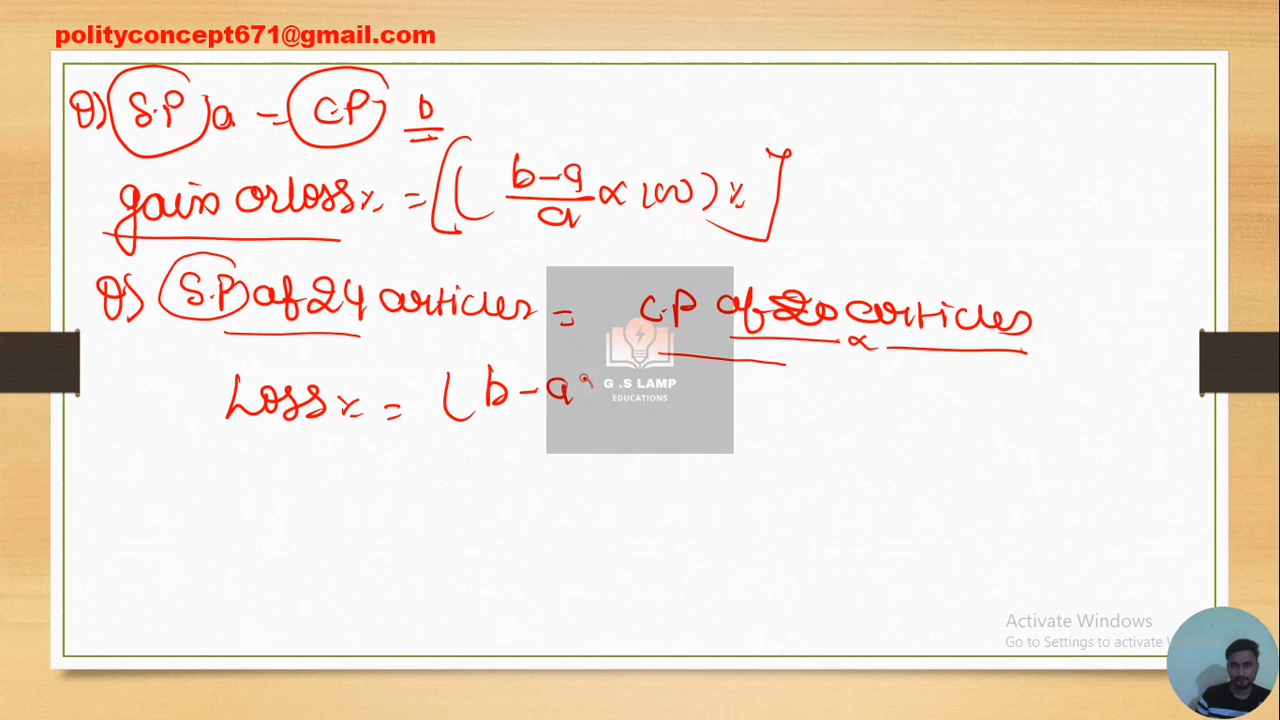 polityconcept671@gmail.com
Q) S.P a = C.P b
gain or loss % = [( b-a/a × 100) %]
Q) S.P of 24 articles = C.P of 20 articles
Loss % = ( b-a
G .S LAMP
EDUCATIONS
Activate Windows
Go to Settings to activate